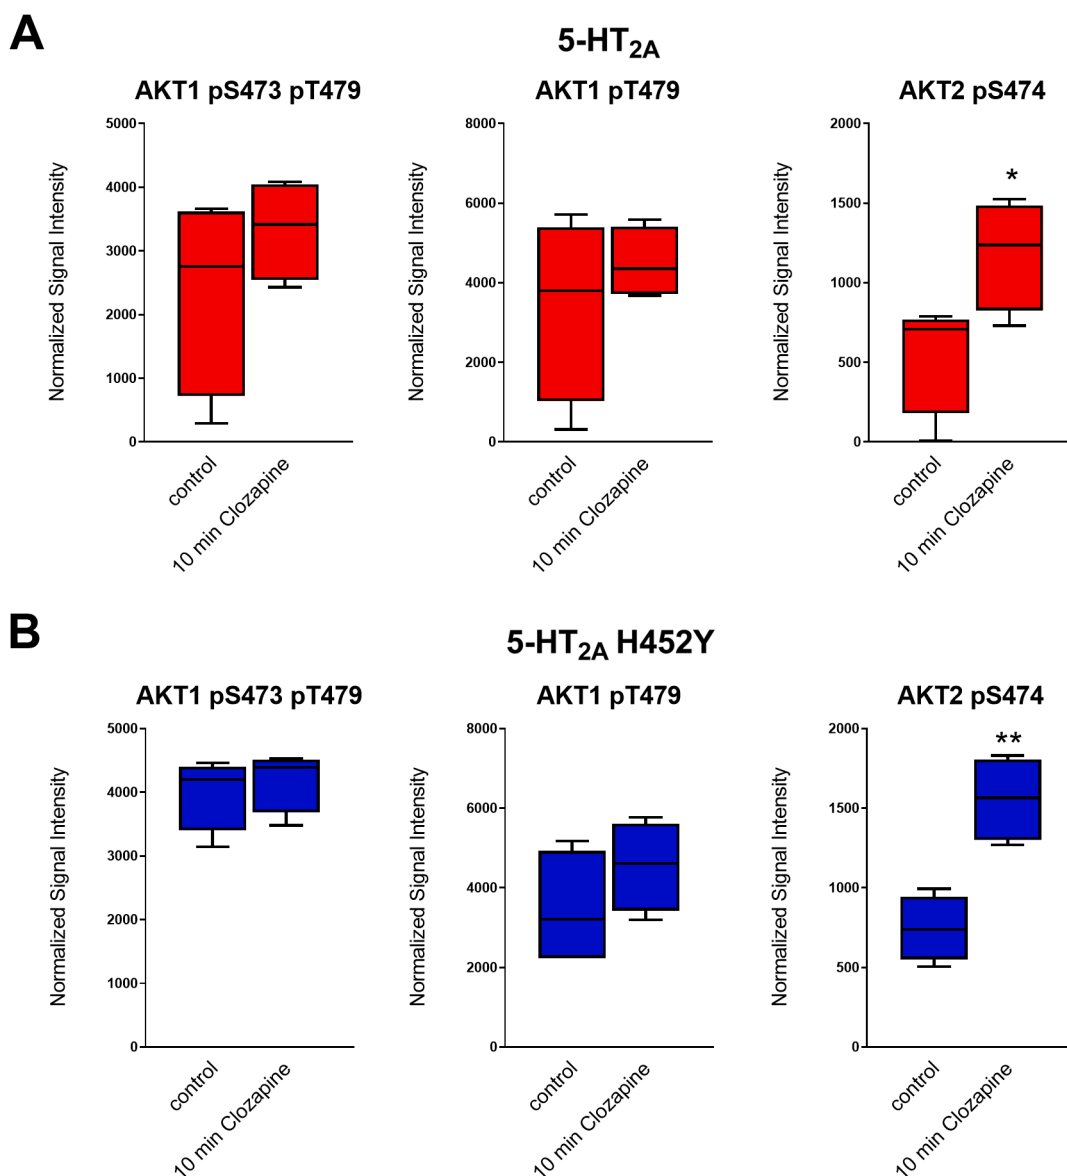 A
5-HT2A
AKT1 pS473 pT479
AKT1 pT479
AKT2 pS474
Normalized Signal Intensity
5000
4000
3000
2000
1000
0
control
10 min Clozapine
Normalized Signal Intensity
8000
6000
4000
2000
0
control
10 min Clozapine
Normalized Signal Intensity
2000
1500
1000
500
0
*
control
10 min Clozapine
B
5-HT2A H452Y
AKT1 pS473 pT479
AKT1 pT479
AKT2 pS474
Normalized Signal Intensity
5000
4000
3000
2000
1000
0
control
10 min Clozapine
Normalized Signal Intensity
8000
6000
4000
2000
0
control
10 min Clozapine
Normalized Signal Intensity
2000
1500
1000
500
0
**
control
10 min Clozapine